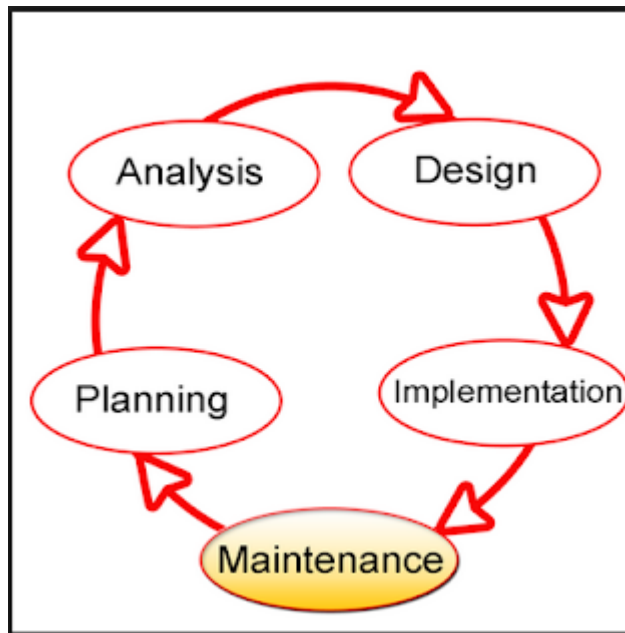 Analysis
Design
Planning
Implementation
Maintenance